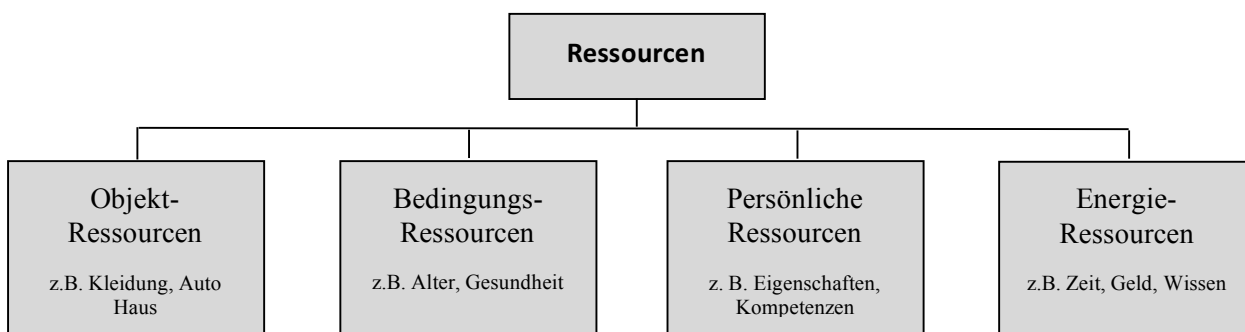 Ressourcen
Objekt-
Ressourcen
z.B. Kleidung, Auto
Haus
Bedingungs-
Ressourcen
z.B. Alter, Gesundheit
Persönliche
Ressourcen
z. B. Eigenschaften,
Kompetenzen
Energie-
Ressourcen
z.B. Zeit, Geld, Wissen